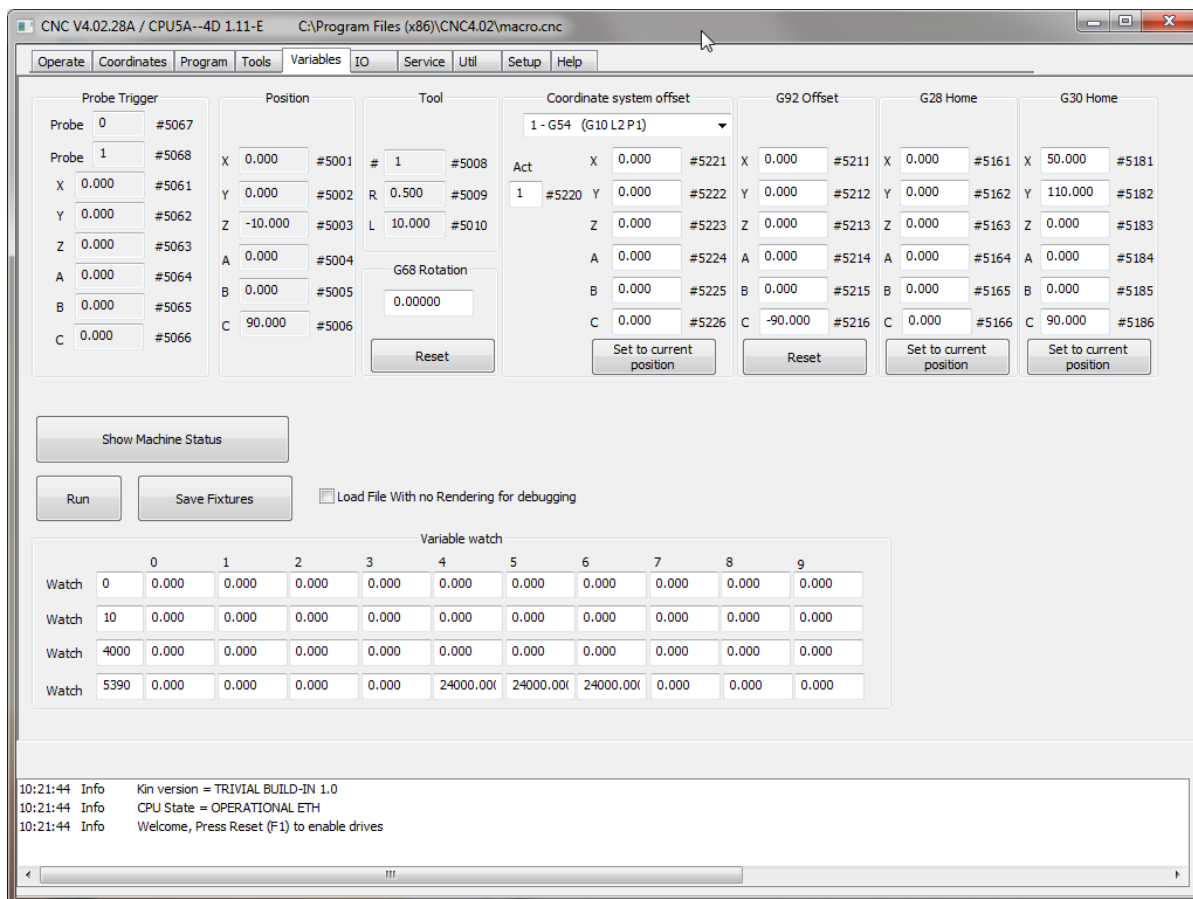 CNC V4.02.28A / CPU5A--4D 1.11-E C:\Program Files (x86)\CNC4.02\macro.cnc
Operate Coordinates Program Tools Variables IO Service Util Setup Help
Probe Trigger Position Tool Coordinate system offset G92 Offset G28 Home G30 Home
Probe 0 #5067 1 - G54 (G10 L2 P1)
Probe 1 #5068 X 0.000 #5001 # 1 #5008 Act X 0.000 #5221 X 0.000 #5211 X 0.000 #5161 X 50.000 #5181
X 0.000 #5061 Y 0.000 #5002 R 0.500 #5009 1 #5220 Y 0.000 #5222 Y 0.000 #5212 Y 0.000 #5162 Y 110.000 #5182
Y 0.000 #5062 Z -10.000 #5003 L 10.000 #5010 Z 0.000 #5223 Z 0.000 #5213 Z 0.000 #5163 Z 0.000 #5183
Z 0.000 #5063 A 0.000 #5004 G68 Rotation A 0.000 #5224 A 0.000 #5214 A 0.000 #5164 A 0.000 #5184
A 0.000 #5064 B 0.000 #5005 0.00000 B 0.000 #5225 B 0.000 #5215 B 0.000 #5165 B 0.000 #5185
B 0.000 #5065 C 90.000 #5006 C 0.000 #5226 C -90.000 #5216 C 0.000 #5166 C 90.000 #5186
C 0.000 #5066 Reset Set to current position Reset Set to current position Set to current position
Show Machine Status
Run Save Fixtures Load File With no Rendering for debugging
Variable watch
0 1 2 3 4 5 6 7 8 9
Watch 0 0.000 0.000 0.000 0.000 0.000 0.000 0.000 0.000 0.000 0.000
Watch 10 0.000 0.000 0.000 0.000 0.000 0.000 0.000 0.000 0.000 0.000
Watch 4000 0.000 0.000 0.000 0.000 0.000 0.000 0.000 0.000 0.000 0.000
Watch 5390 0.000 0.000 0.000 0.000 24000.00( 24000.00( 24000.00( 0.000 0.000 0.000
10:21:44 Info Kin version = TRIVIAL BUILD-IN 1.0
10:21:44 Info CPU State = OPERATIONAL ETH
10:21:44 Info Welcome, Press Reset (F1) to enable drives